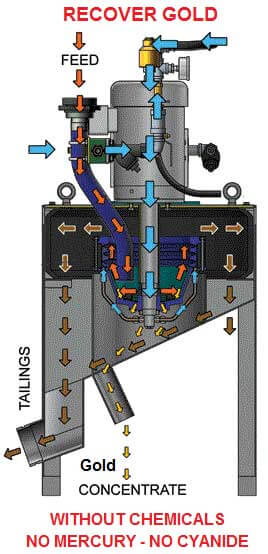 RECOVER GOLD
FEED
TAILINGS
Gold
CONCENTRATE
WITHOUT CHEMICALS
NO MERCURY - NO CYANIDE